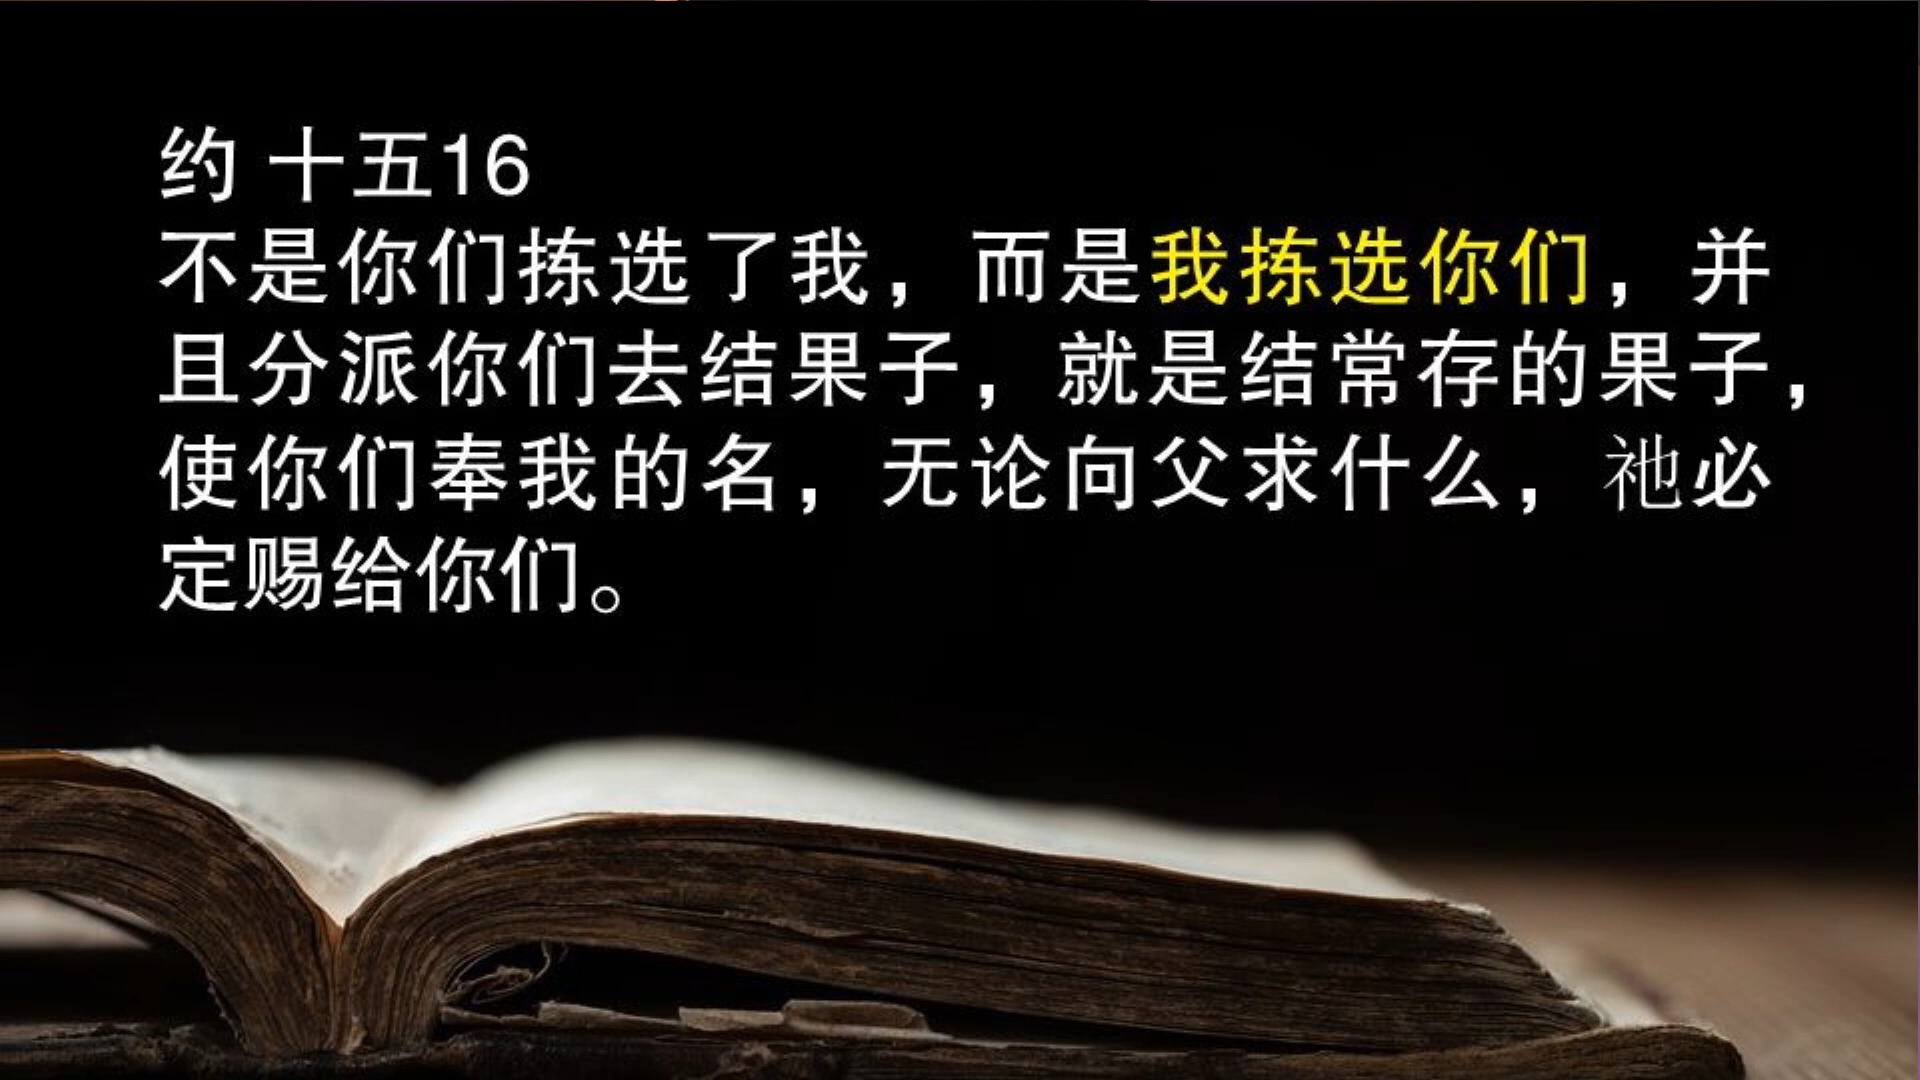 约 十五16
不是你们拣选了我，而是我拣选你们，并
且分派你们去结果子，就是结常存的果子，
使你们奉我的名，无论向父求什么，祂必
定赐给你们。